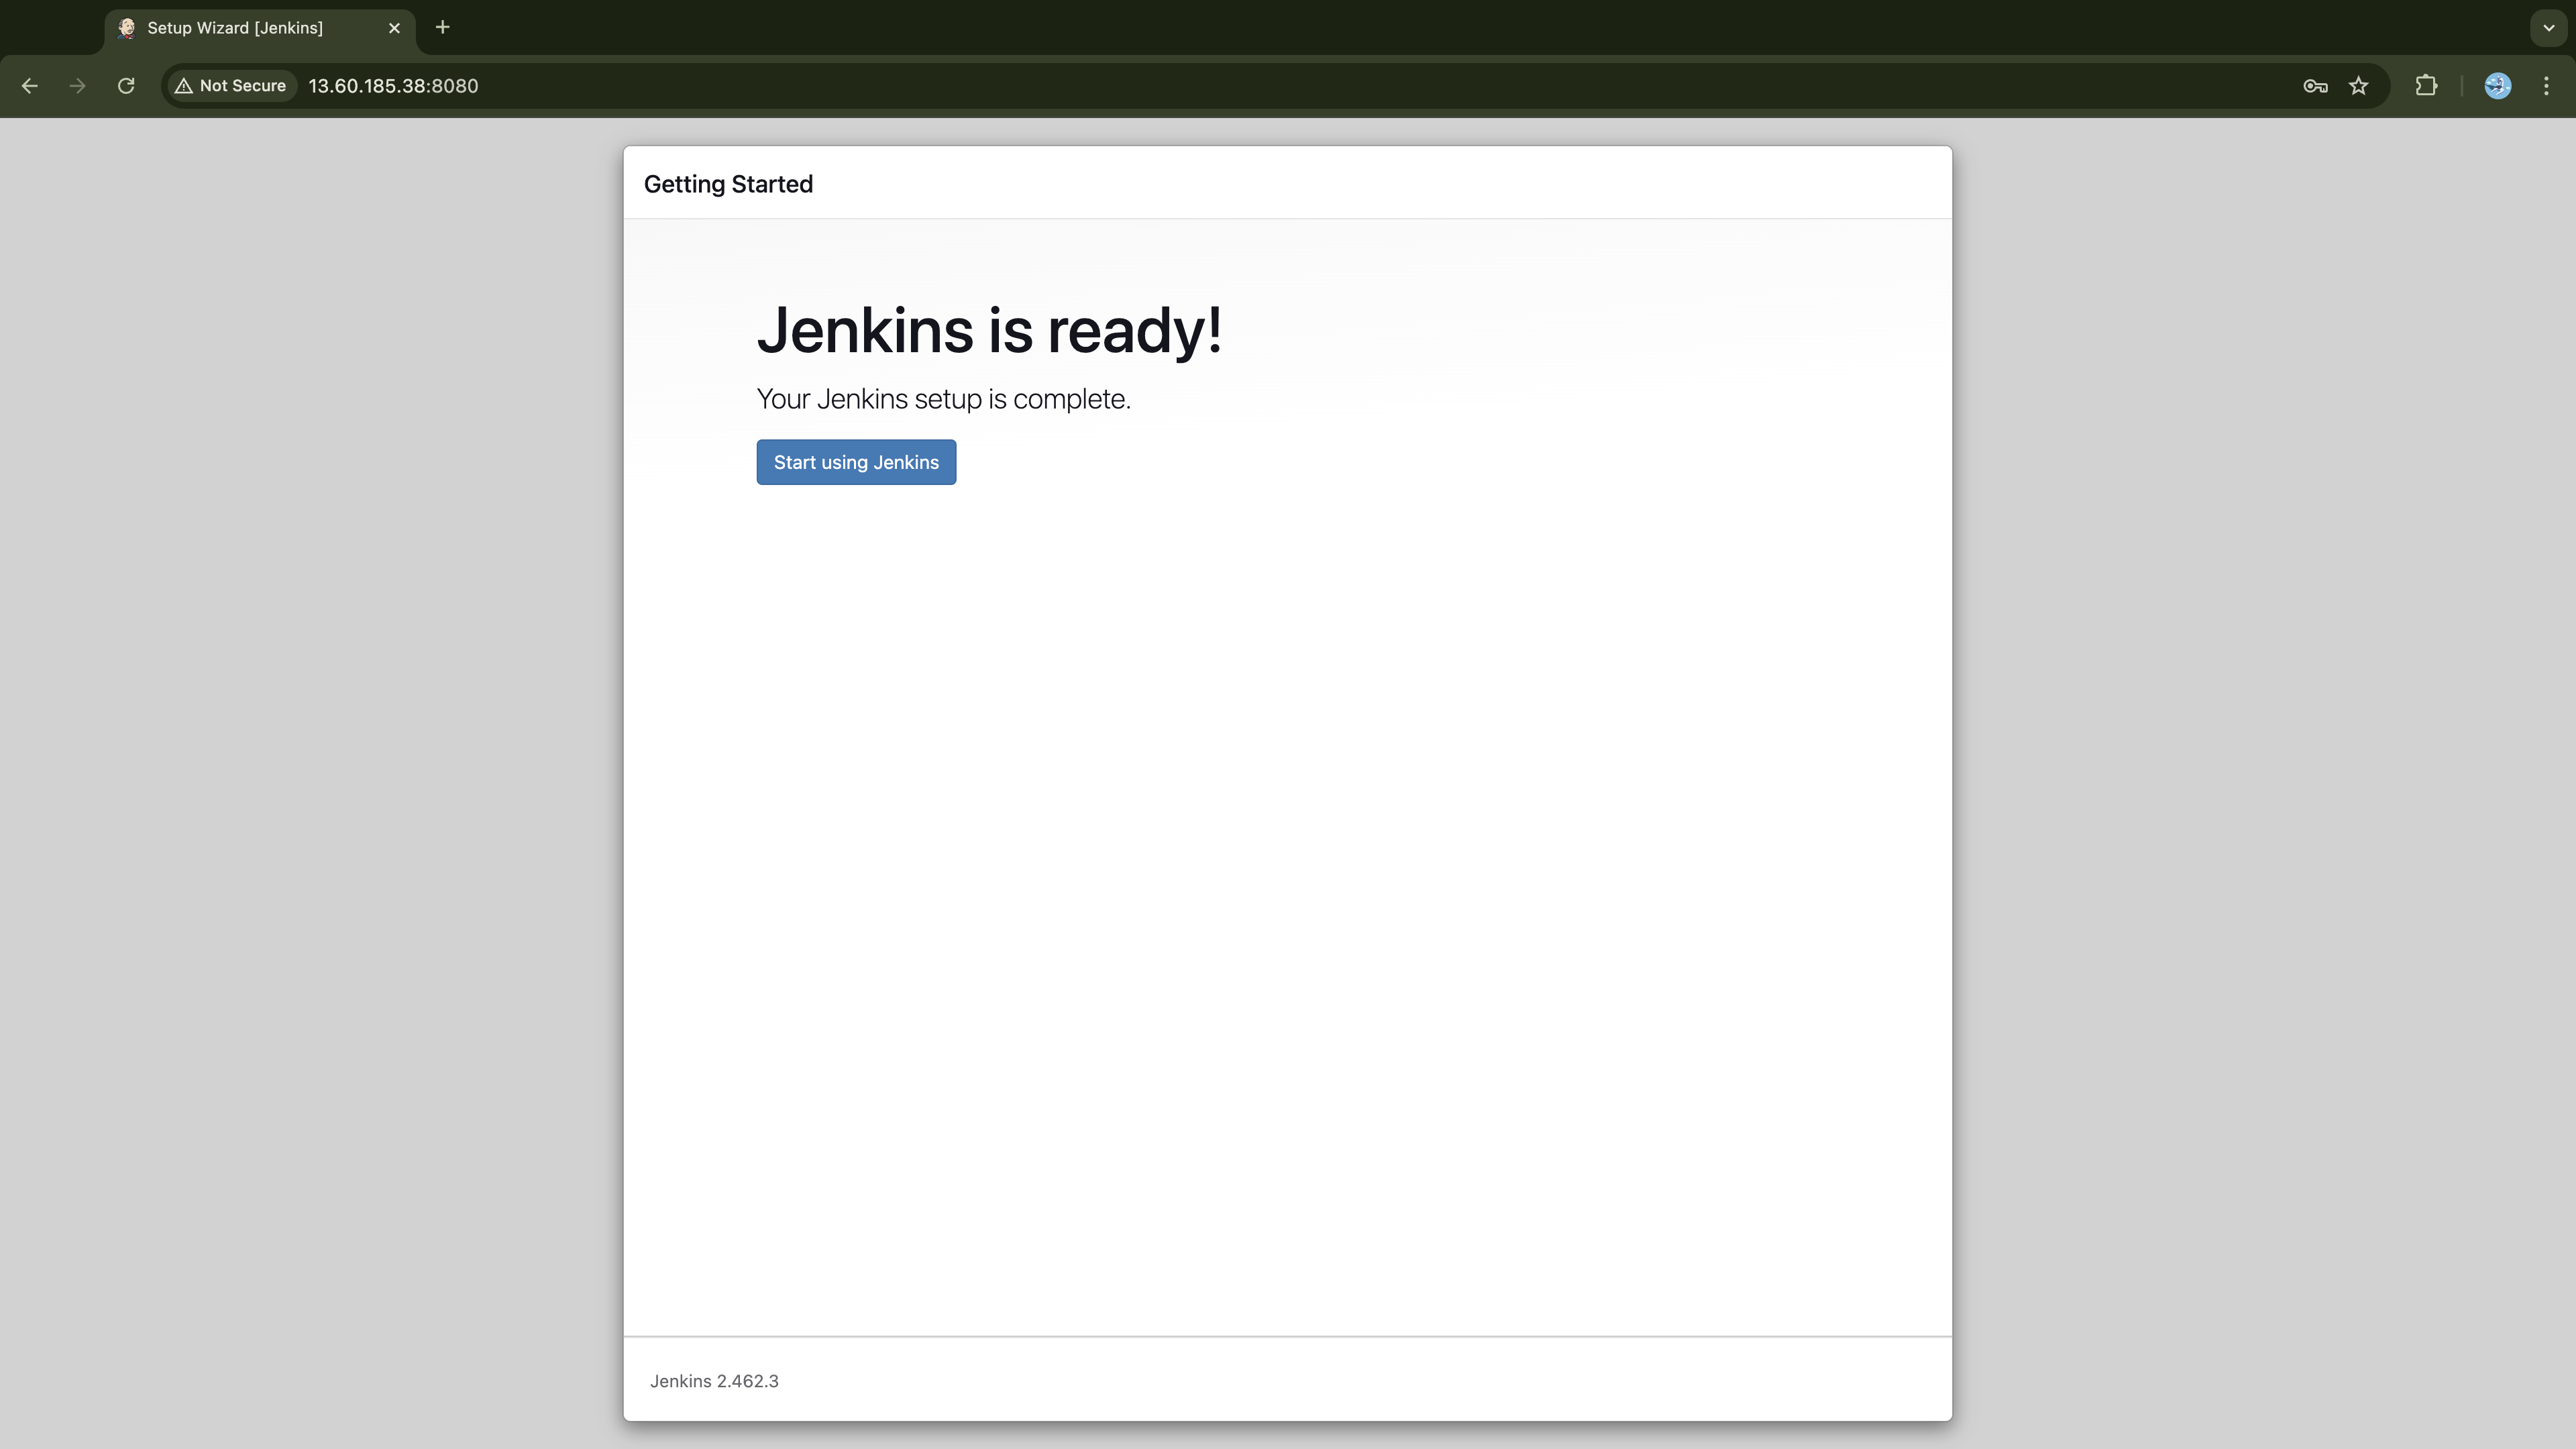 Setup Wizard [Jenkins]
Not Secure 13.60.185.38:8080
Getting Started
Jenkins is ready!
Your Jenkins setup is complete.
Start using Jenkins
Jenkins 2.462.3